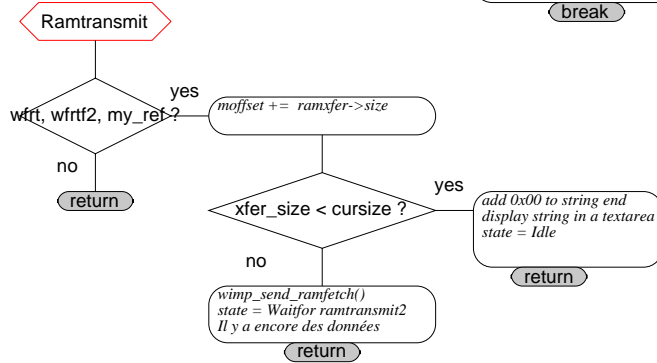 break
Ramtransmit
wfrt, wfrtf2, my_ref ?
yes
moffset += ramxfer->size
no
return
xfer_size < cursize ?
yes
add 0x00 to string end
display string in a textarea
state = Idle
return
no
wimp_send_ramfetch()
state = Waitfor ramtransmit2
Il y a encore des données
return